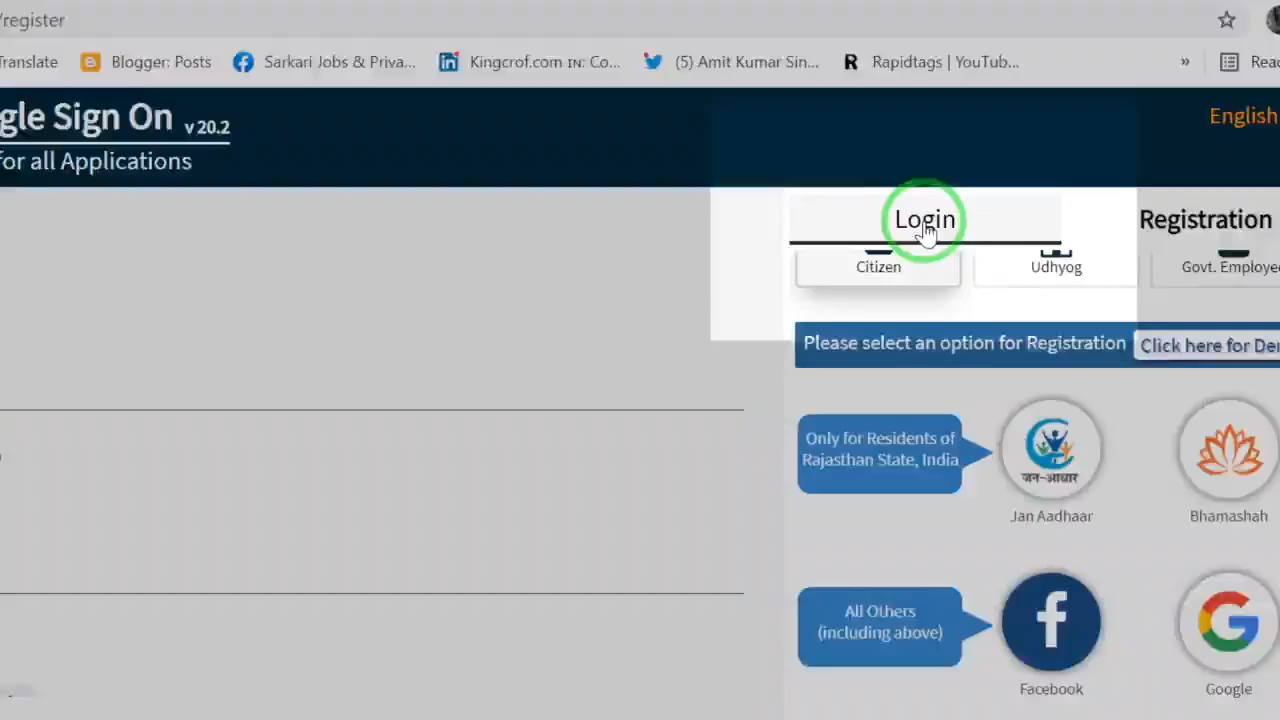 /register
Translate Blogger: Posts Sarkari Jobs & Priva... Kingcrof.com IN: Co... (5) Amit Kumar Sin... R Rapidtags | YouTub... » Reac
gle Sign On v 20.2
for all Applications
English
Login Registration
Citizen Udhyog Govt. Employee
Please select an option for Registration Click here for De
Only for Residents of
Rajasthan State, India
जन-आधार
Jan Aadhaar Bhamashah
All Others
(including above)
Facebook Google